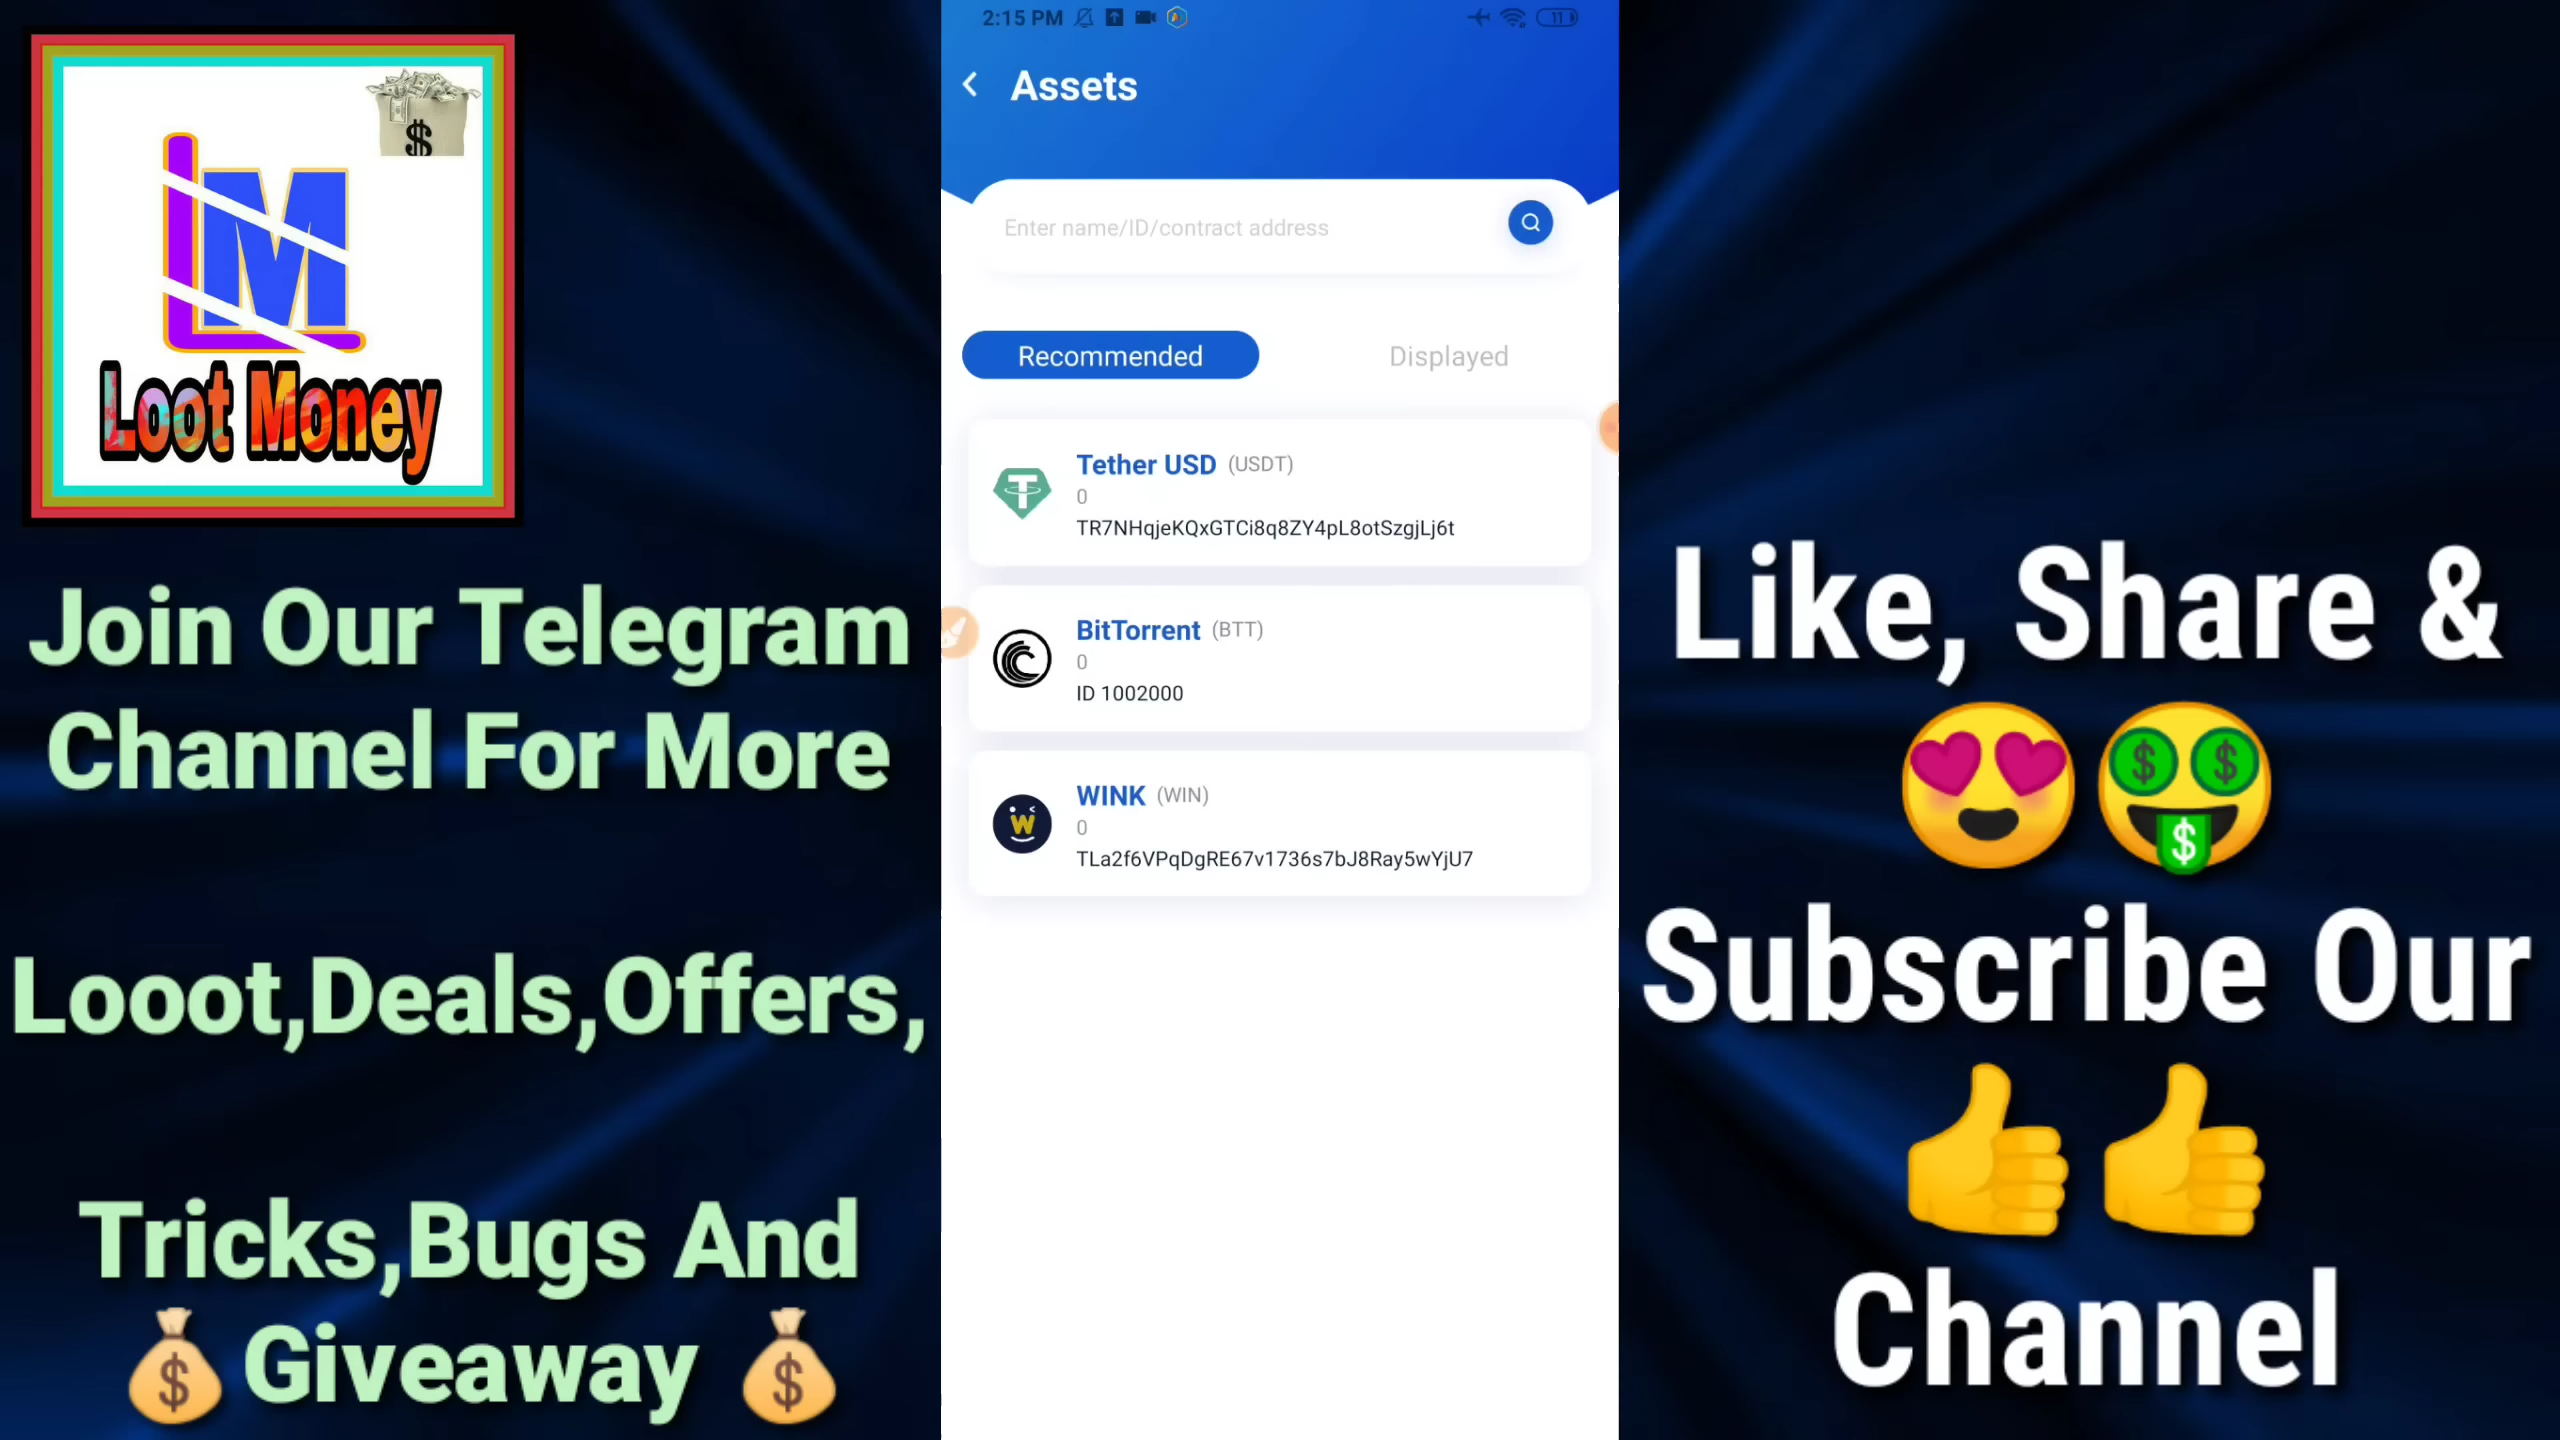 LM
$
Loot Money
Join Our Telegram
Channel For More
Looot,Deals,Offers,
Tricks,Bugs And
Giveaway
2:15 PM
11
Assets
Enter name/ID/contract address
Recommended
Displayed
Tether USD (USDT)
0
TR7NHqjeKQxGTCi8q8ZY4pL8otSzgjLj6t
BitTorrent (BTT)
0
ID 1002000
WINK (WIN)
0
TLa2f6VPqDgRE67v1736s7bJ8Ray5wYjU7
Like, Share &
Subscribe Our
Channel